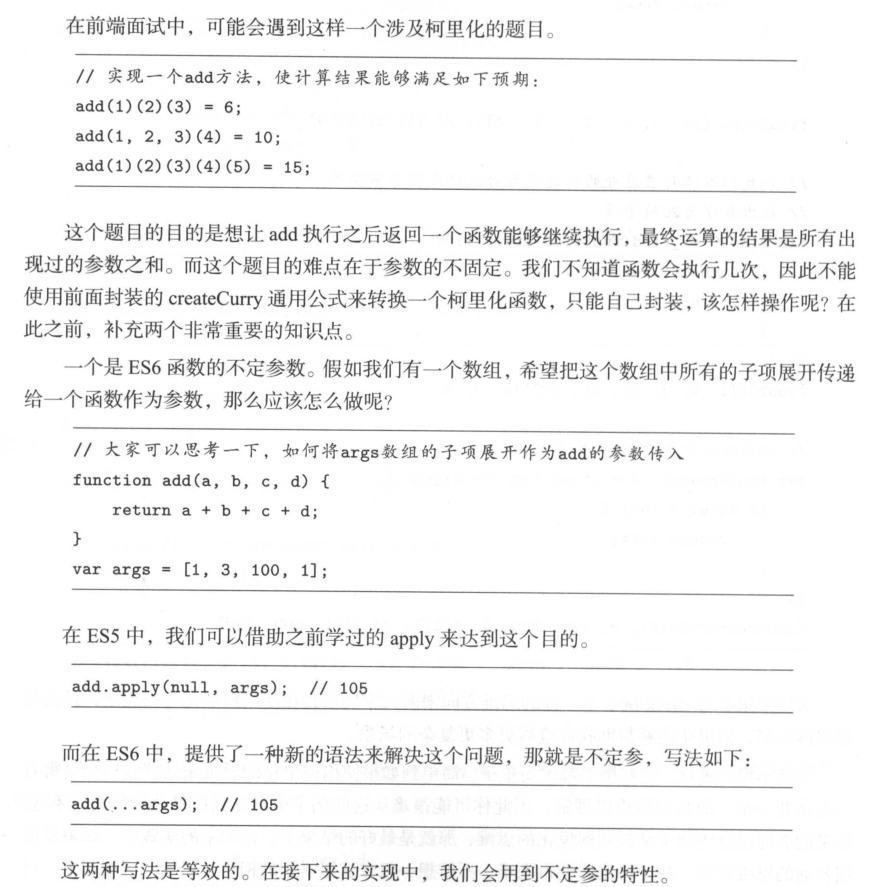 在前端面试中，可能会遇到这样一个涉及柯里化的题目。
// 实现一个add方法，使计算结果能够满足如下预期：
add(1)(2)(3) = 6;
add(1, 2, 3)(4) = 10;
add(1)(2)(3)(4)(5) = 15;
这个题目的目的是想让 add 执行之后返回一个函数能够继续执行，最终运算的结果是所有出
现过的参数之和。而这个题目的难点在于参数的不固定。我们不知道函数会执行几次，因此不能
使用前面封装的 createCurry 通用公式来转换一个柯里化函数，只能自己封装，该怎样操作呢？在
此之前，补充两个非常重要的知识点。
一个是 ES6 函数的不定参数。假如我们有一个数组，希望把这个数组中所有的子项展开传递
给一个函数作为参数，那么应该怎么做呢？
// 大家可以思考一下，如何将args数组的子项展开作为add的参数传入
function add(a, b, c, d) {
    return a + b + c + d;
}
var args = [1, 3, 100, 1];
在 ES5 中，我们可以借助之前学过的 apply 来达到这个目的。
add.apply(null, args);  // 105
而在 ES6 中，提供了一种新的语法来解决这个问题，那就是不定参，写法如下：
add(...args);  // 105
这两种写法是等效的。在接下来的实现中，我们会用到不定参的特性。